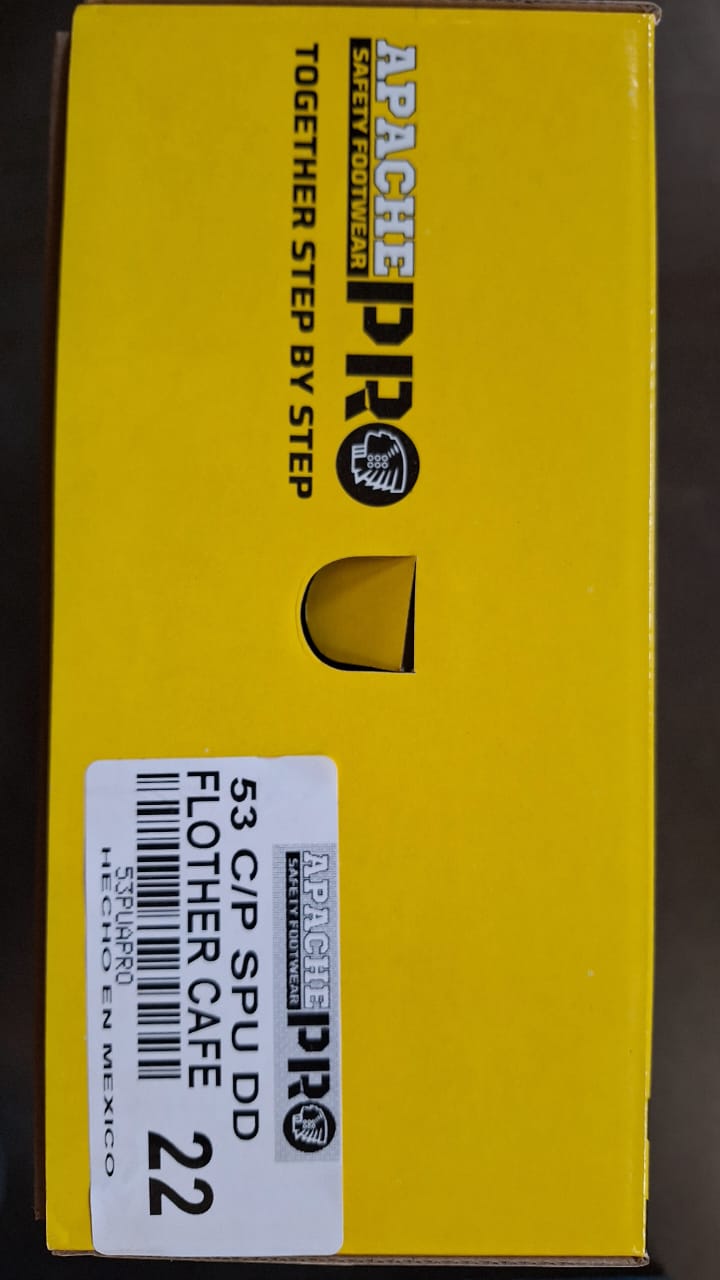 APACHE PRO
SAFETY FOOTWEAR
TOGETHER STEP BY STEP
APACHE PRO
SAFETY FOOTWEAR
53 C/P SPU DD
FLOTHER CAFE
22
53PUAPRO
HECHO EN MEXICO